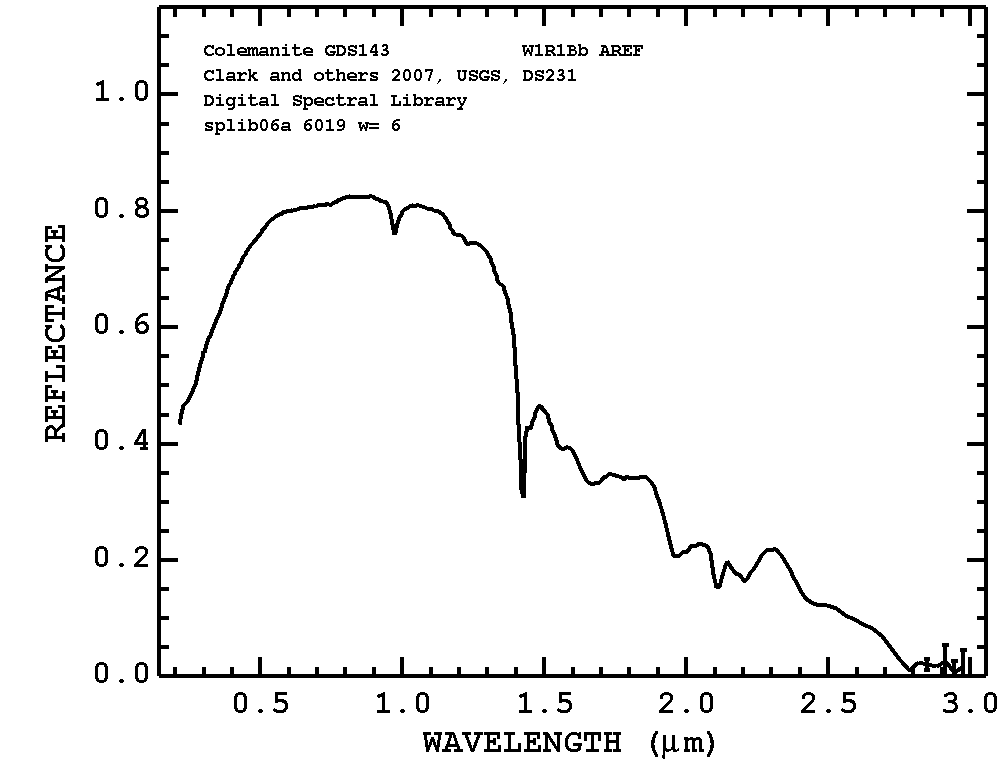 Colemanite GDS143 W1R1Bb AREF
Clark and others 2007, USGS, DS231
Digital Spectral Library
splib06a 6019 w= 6
REFLECTANCE
1.0
0.8
0.6
0.4
0.2
0.0
0.5 1.0 1.5 2.0 2.5 3.0
WAVELENGTH (μm)